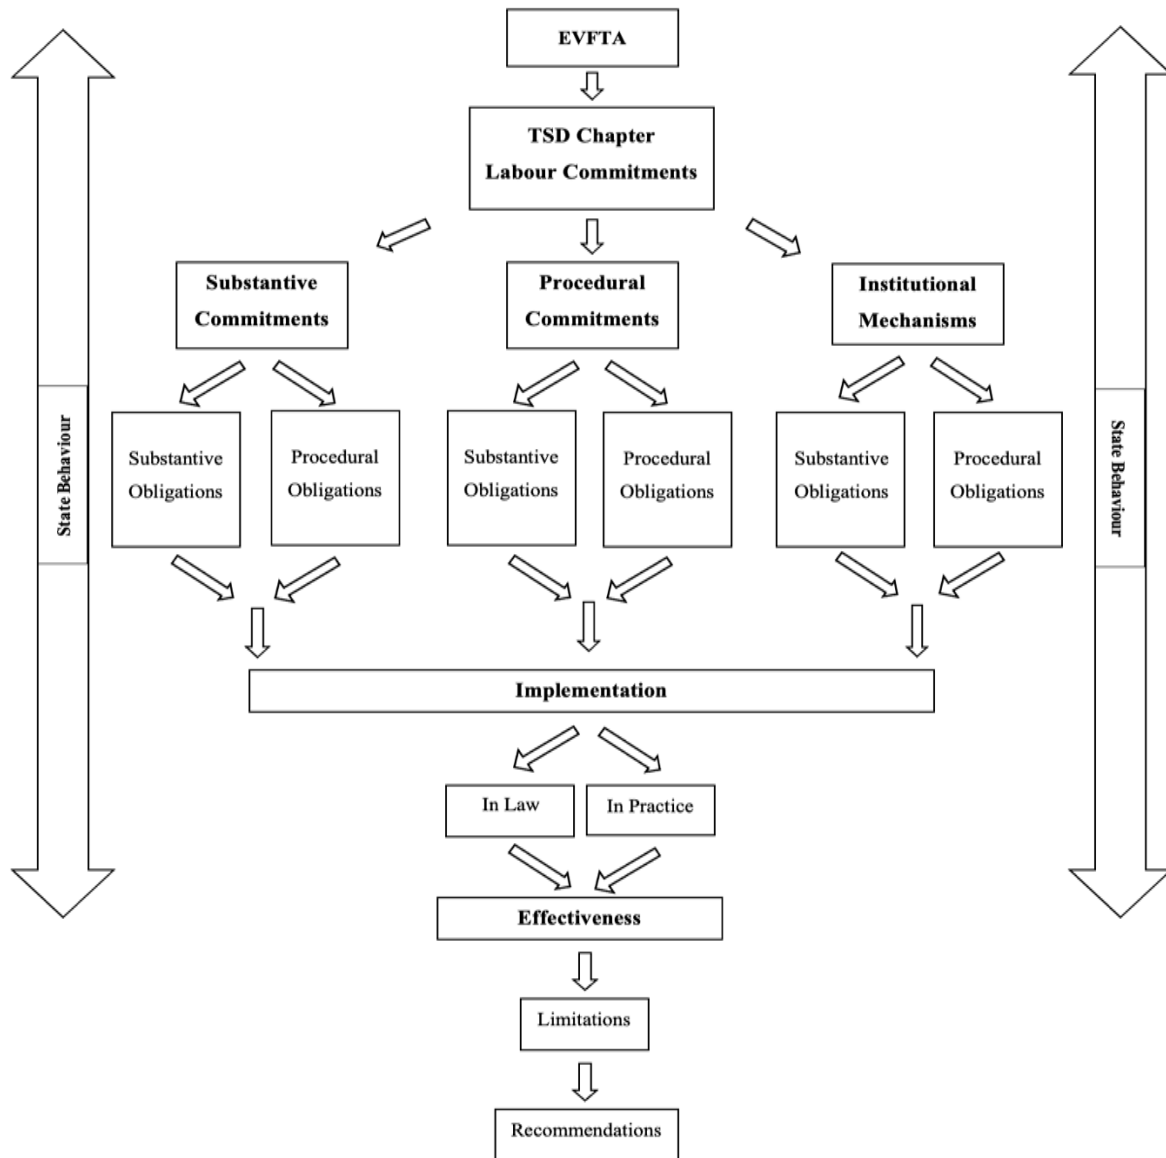 EVFTA
TSD Chapter
Labour Commitments
Substantive
Commitments
Procedural
Commitments
Institutional
Mechanisms
State Behaviour
Substantive
Obligations
Procedural
Obligations
Substantive
Obligations
Procedural
Obligations
Substantive
Obligations
Procedural
Obligations
State Behaviour
Implementation
In Law
In Practice
Effectiveness
Limitations
Recommendations